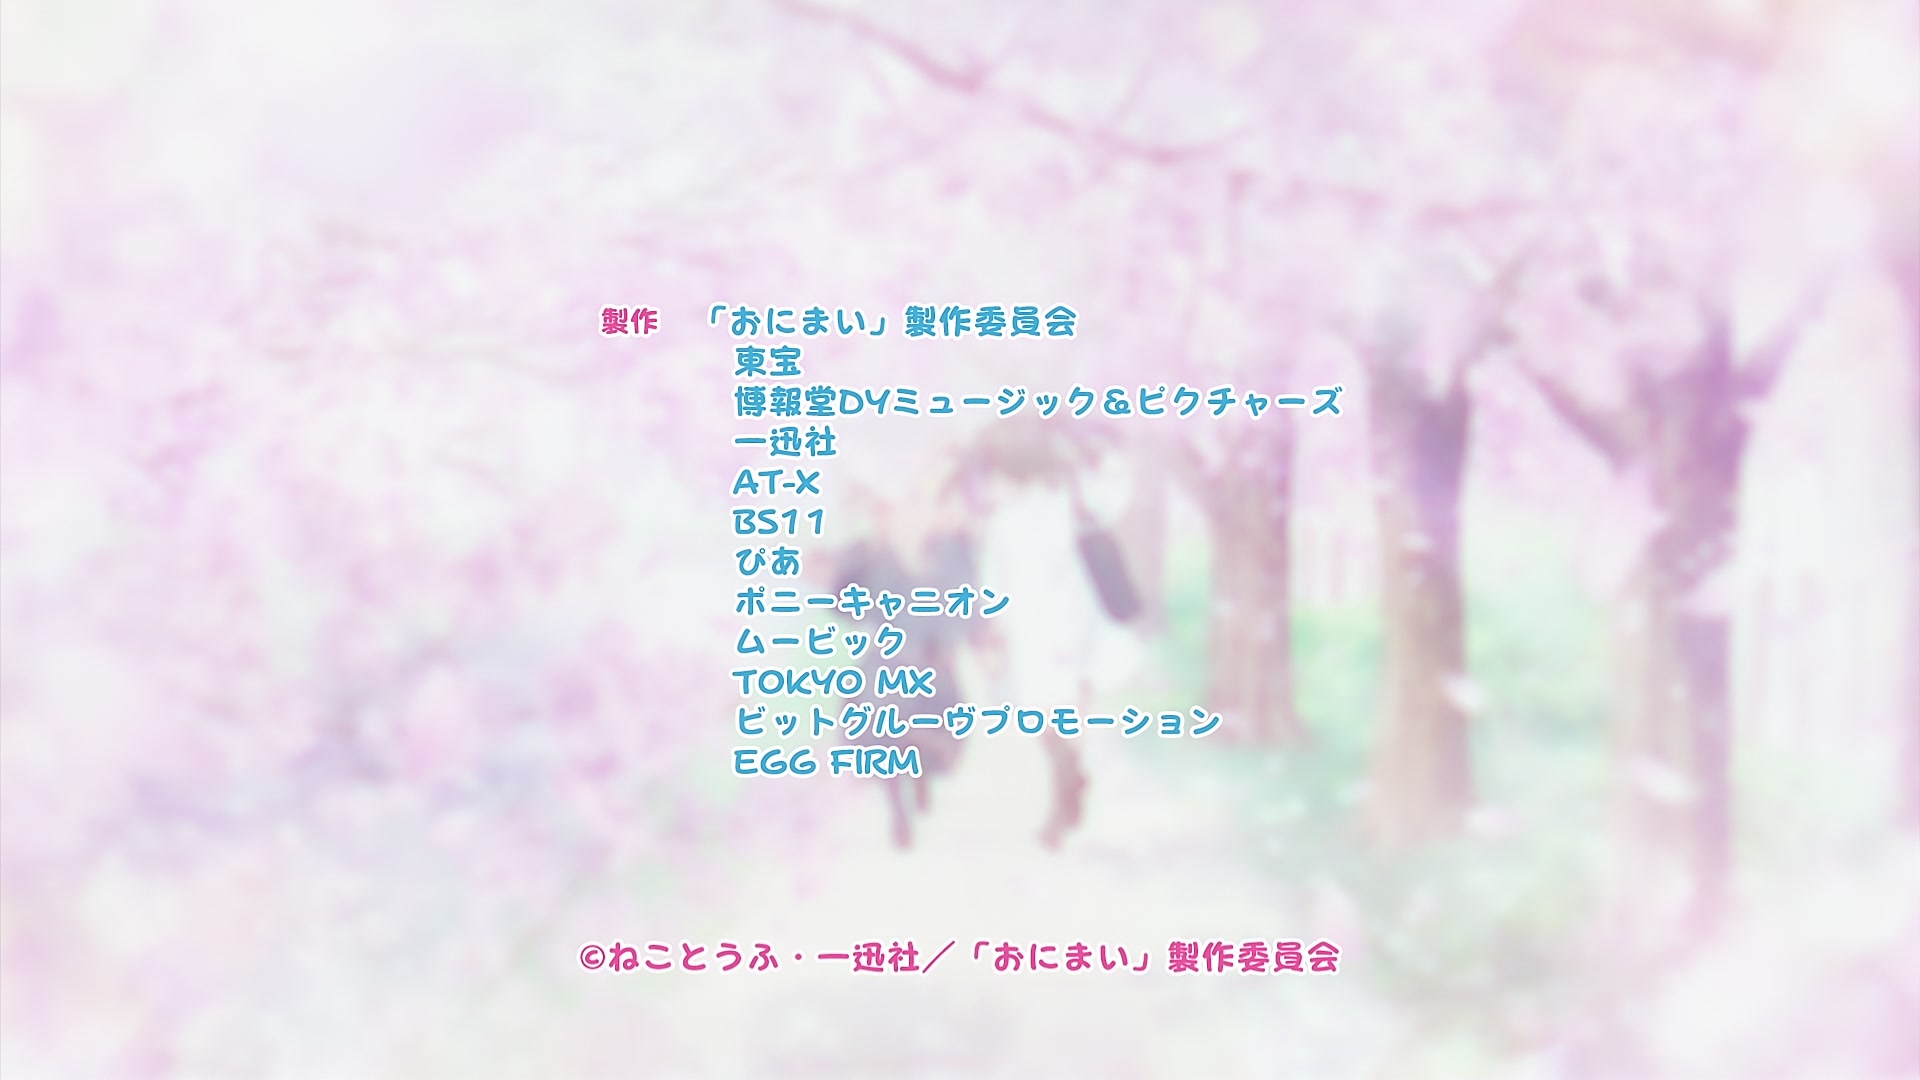 製作　「おにまい」製作委員会
東宝
博報堂DYミュージック&ピクチャーズ
一迅社
AT-X
BS11
ぴあ
ポニーキャニオン
ムービック
TOKYO MX
ビットグルーヴプロモーション
EGG FIRM
©ねことうふ・一迅社／「おにまい」製作委員会